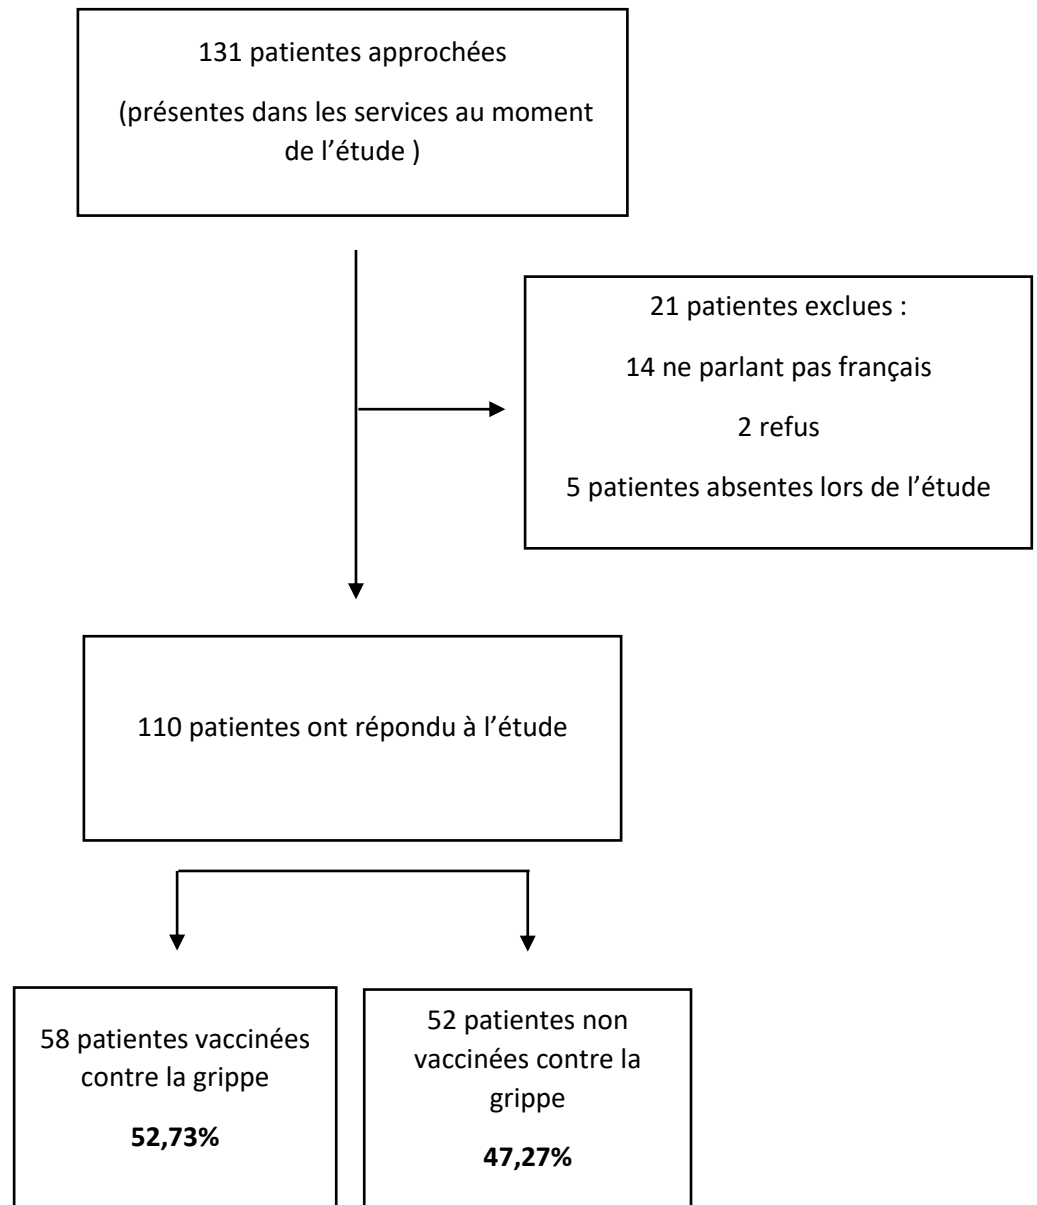 131 patientes approchées
(présentes dans les services au moment
de l’étude )
21 patientes exclues :
14 ne parlant pas français
2 refus
5 patientes absentes lors de l’étude
110 patientes ont répondu à l’étude
58 patientes vaccinées
contre la grippe
52,73%
52 patientes non
vaccinées contre la
grippe
47,27%